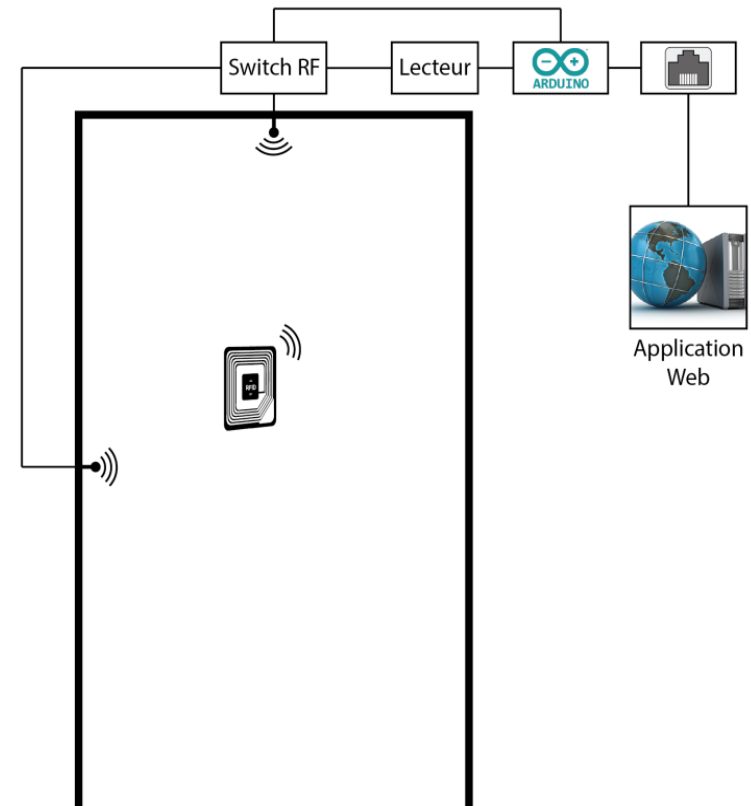 Switch RF
Lecteur
ARDUINO
RFID
Application
Web